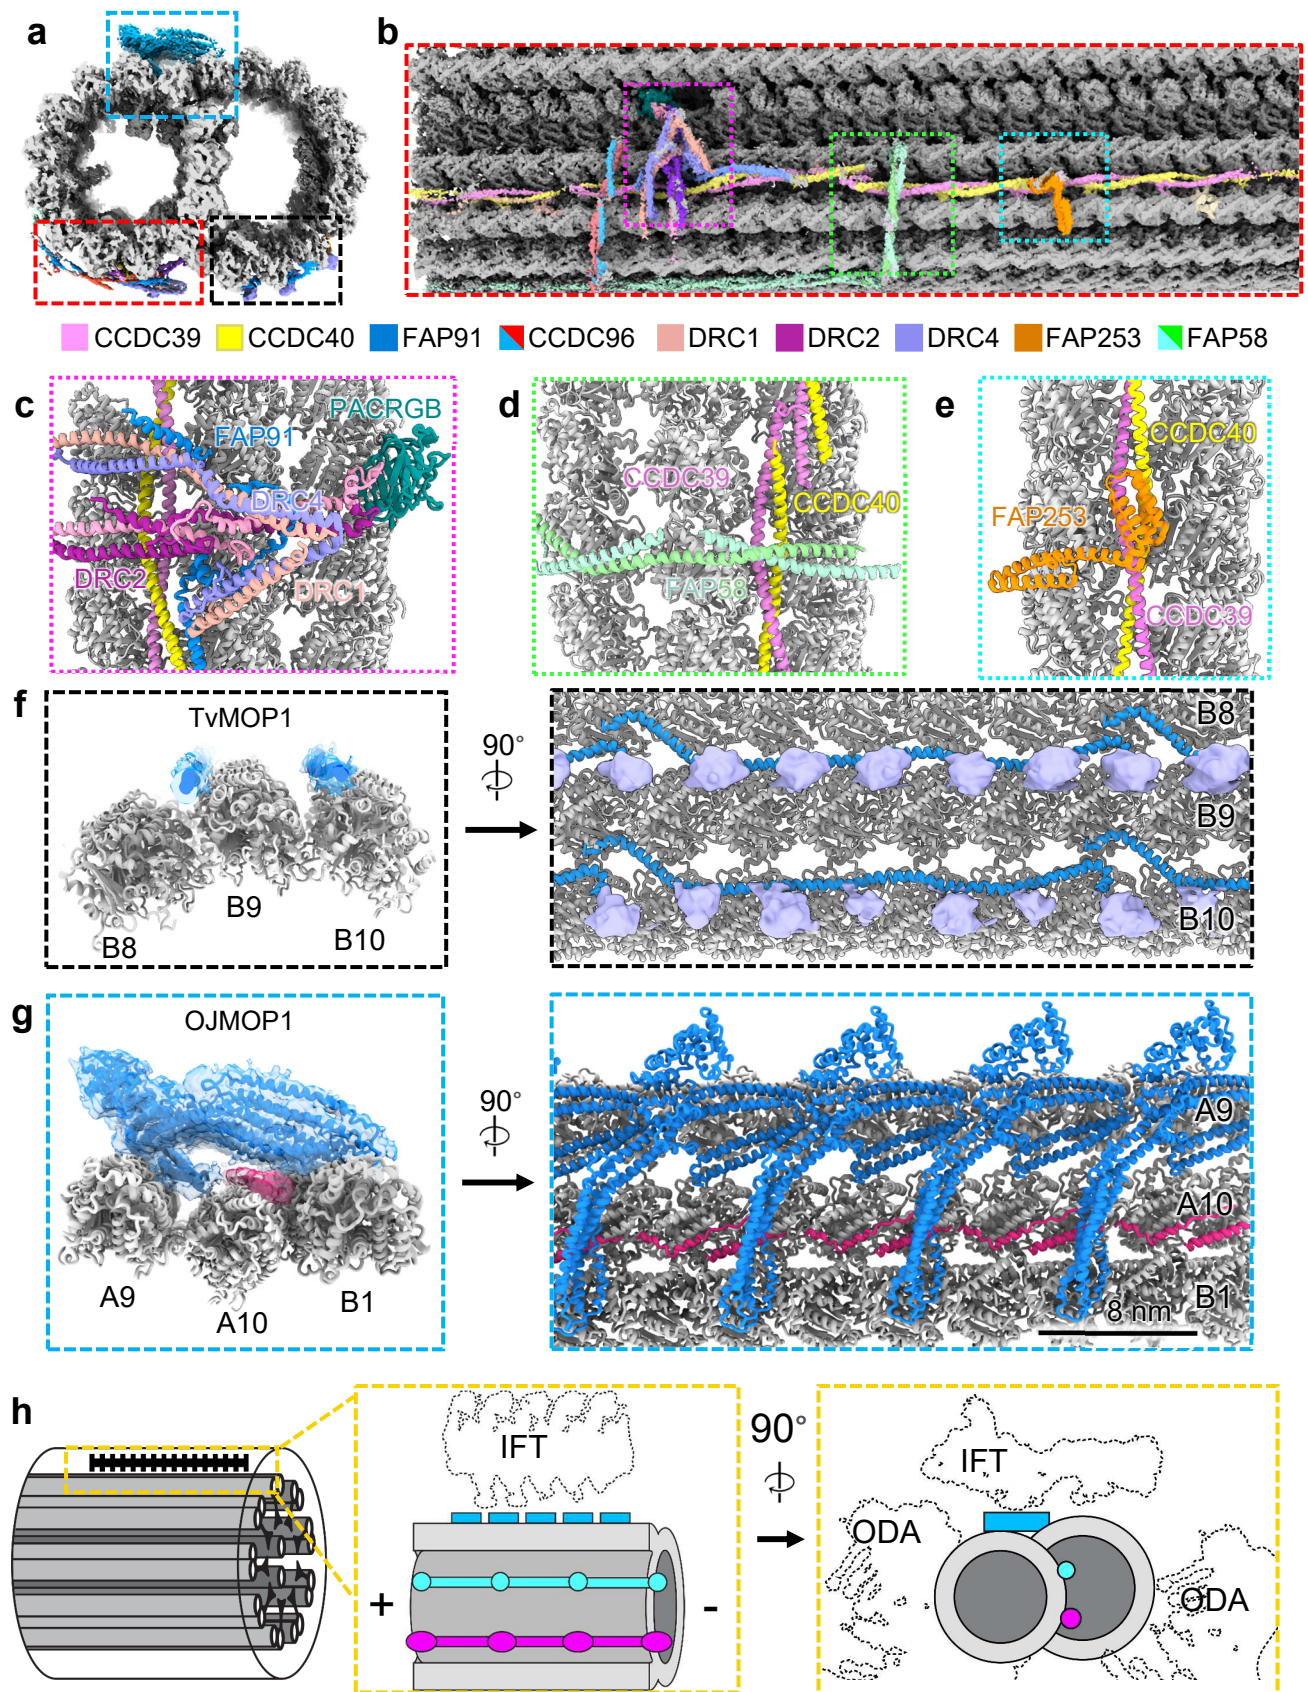 a
b
CCDC39 CCDC40 FAP91 CCDC96 DRC1 DRC2 DRC4 FAP253 FAP58
c
PACRGB
FAP91
DRC4
DRC2
DRC1
d
CCDC39
CCDC40
FAP58
e
CCDC40
FAP253
CCDC39
f
TvMOP1
B8
B9
B10
90°
B8
B9
B10
g
OJMOP1
A9
A10
B1
90°
A9
A10
B1
8 nm
h
IFT
+
-
90°
IFT
ODA
ODA